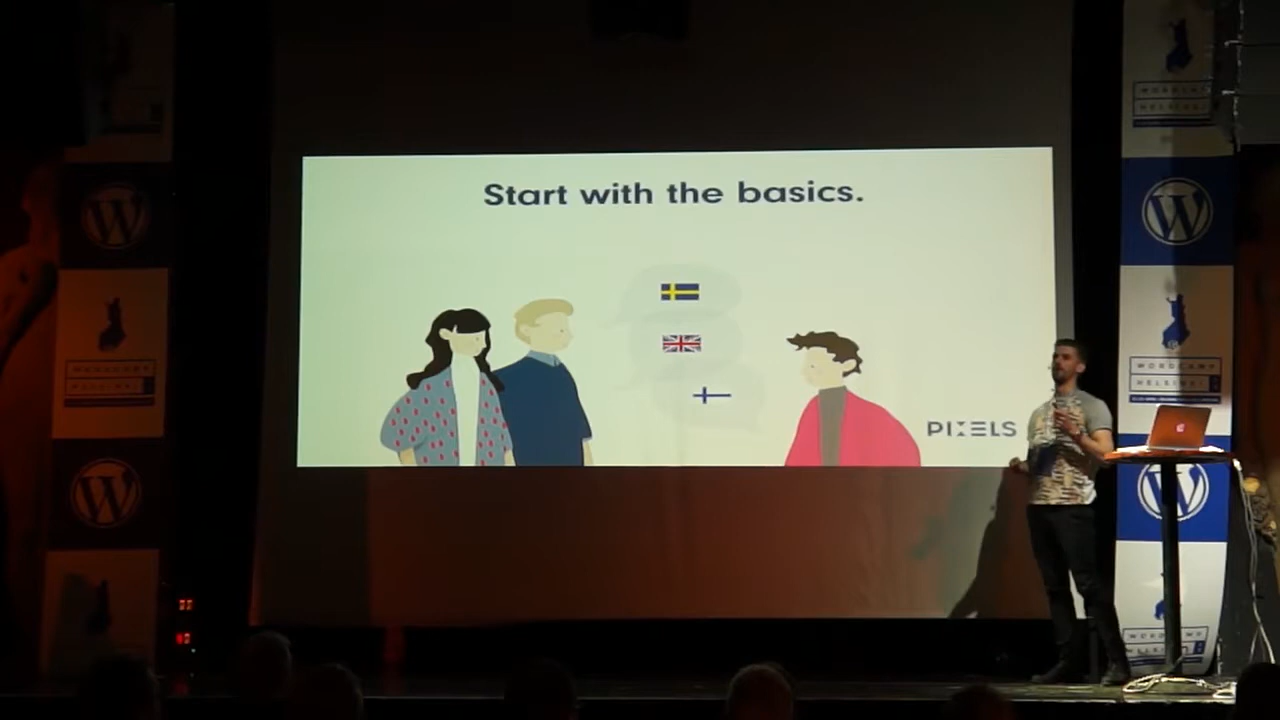 Start with the basics.
PIXELS
WORDCAMP
HELSINKI
WORDCAMP
HELSINKI
WORDCAMP
HELSINKI